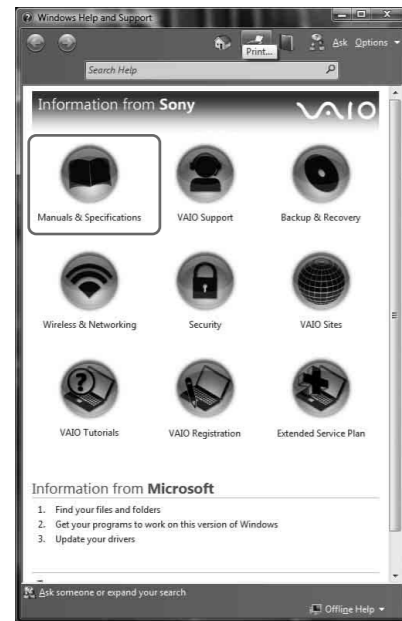 Windows Help and Support
Ask Options
Print...
Search Help
Information from Sony VAIO
Manuals & Specifications VAIO Support Backup & Recovery
Wireless & Networking Security VAIO Sites
VAIO Tutorials VAIO Registration Extended Service Plan
Information from Microsoft
1. Find your files and folders
2. Get your programs to work on this version of Windows
3. Update your drivers
Ask someone or expand your search
Offline Help